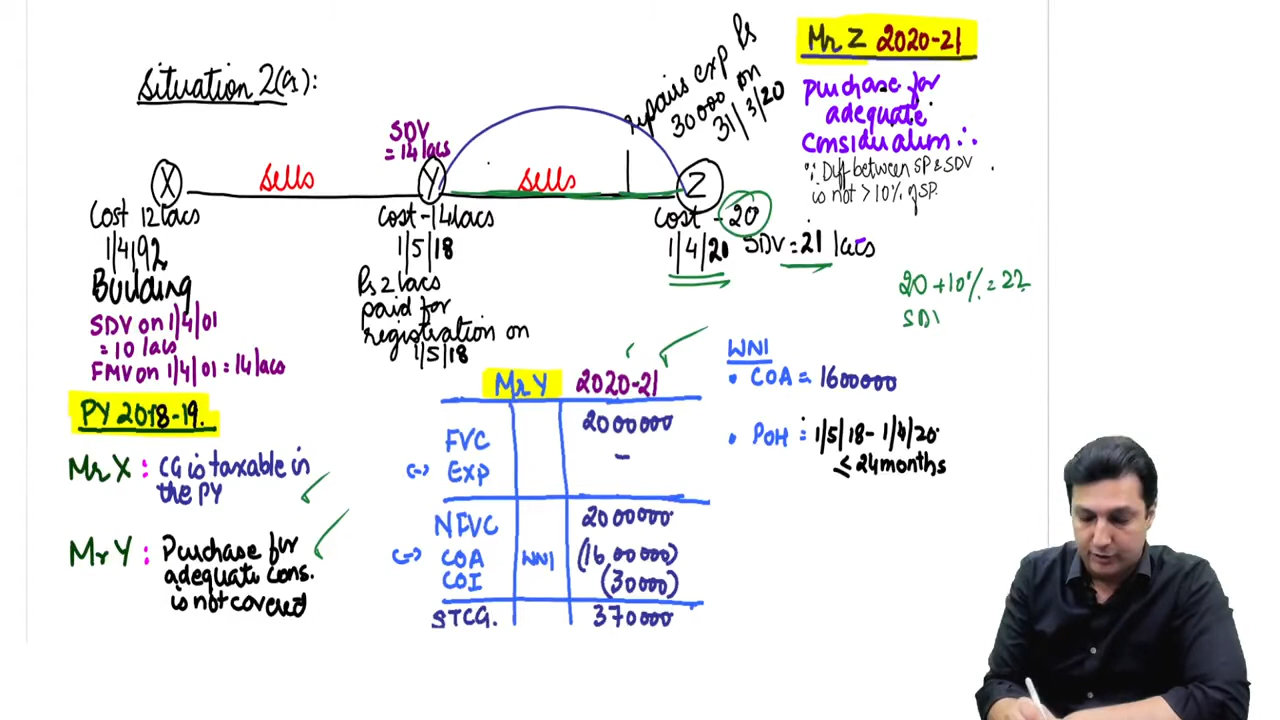 Situation 2(a):
X
sells
SDV
= 14 lacs
Y
sells
repairs exp Rs
30000 on
31/3/20
Z
Cost 12 lacs
1/4/92
Building
SDV on 1/4/01
= 10 lacs
FMV on 1/4/01 = 14 lacs
Cost - 14 lacs
1/5/18
Rs 2 lacs
paid for
registration on
1/5/18
Cost - 20
1/4/20
SDV = 21 lacs
Mr Z 2020-21
Purchase for
adequate
Consideration ∴
∵ Diff between SP & SDV
is not > 10% of SP.
20 + 10% = 22
SD
PY 2018-19.
Mr X : CG is taxable in
the PY
Mr Y : Purchase for
adequate cons.
is not covered
Mr Y 2020-21
FVC 2000000
(-) EXP -
NFVC 2000000
(-) COA WN1 (1600000)
COI (30000)
STCG. 370000
WN1
• COA = 1600000
• POH = 1/5/18 - 1/4/20
≤ 24 months